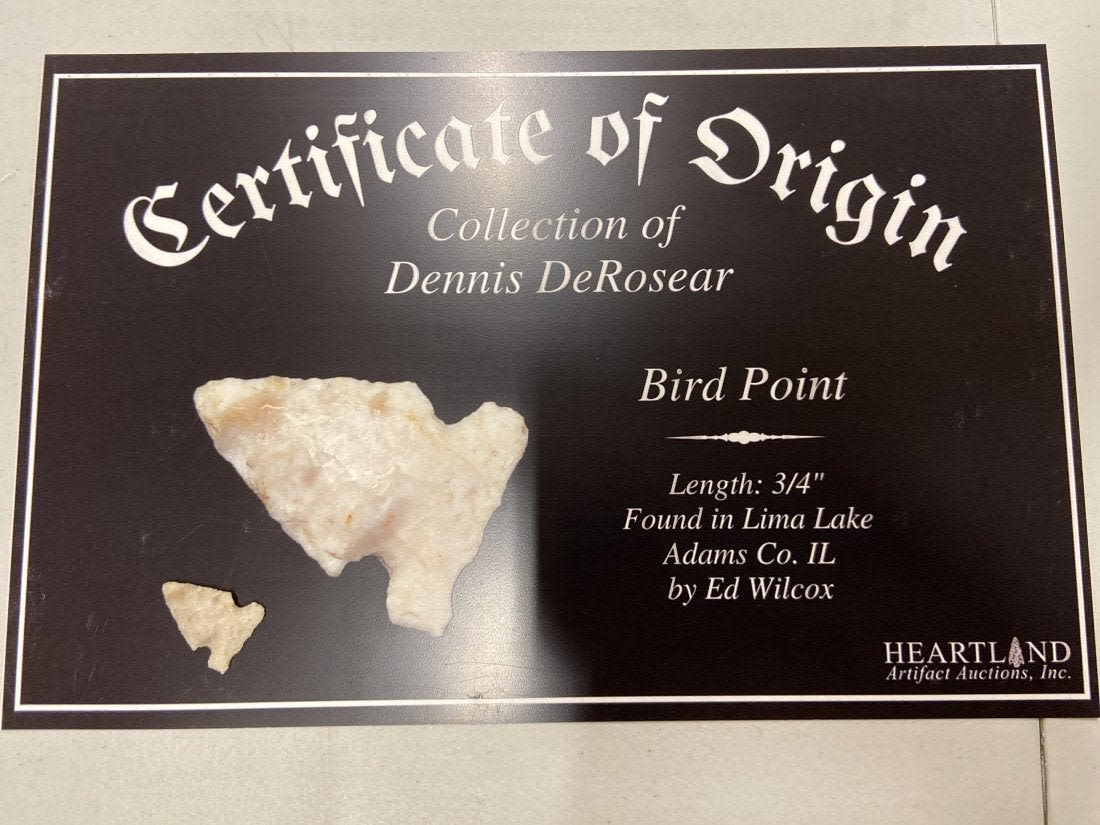 Certificate of Origin
Collection of
Dennis DeRosear
Bird Point
Length: 3/4"
Found in Lima Lake
Adams Co. IL
by Ed Wilcox
HEARTLAND
Artifact Auctions, Inc.